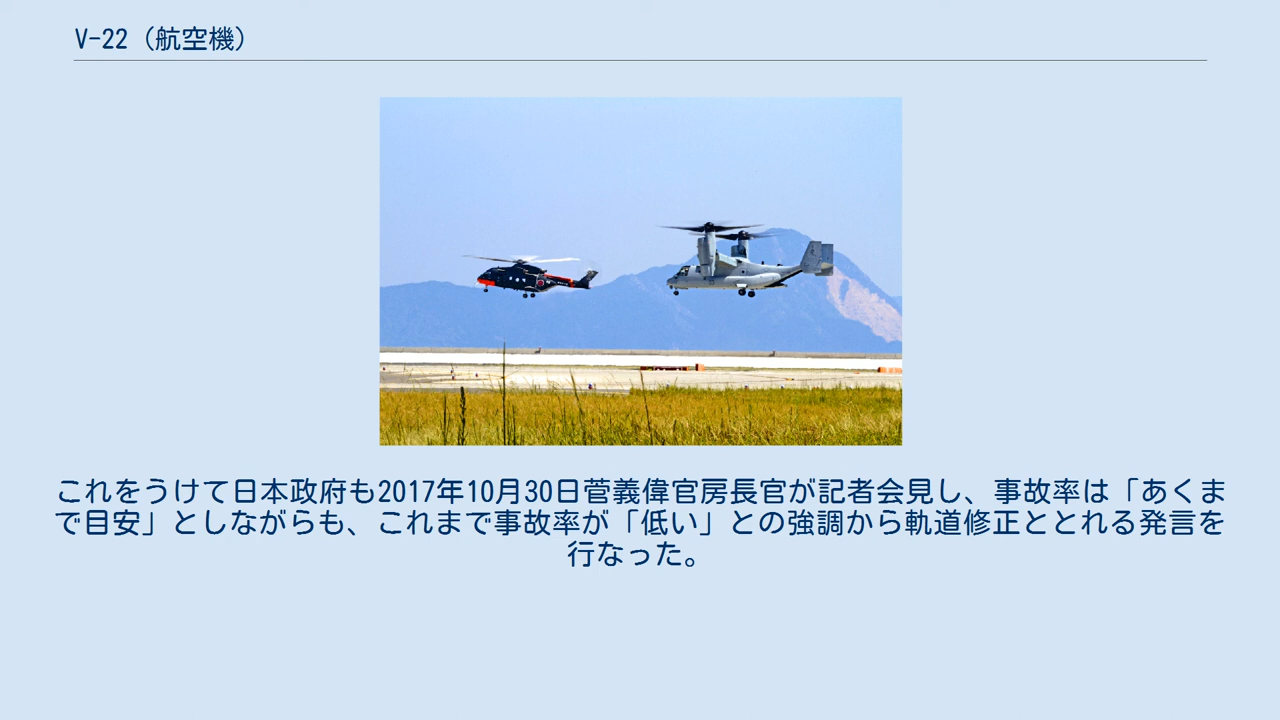 V-22（航空機）
これをうけて日本政府も2017年10月30日菅義偉官房長官が記者会見し、事故率は「あくま
で目安」としながらも、これまで事故率が「低い」との強調から軌道修正ととれる発言を
行なった。